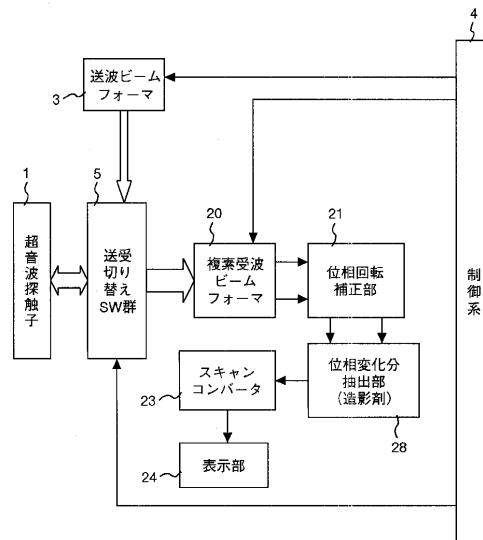 4
送波ビーム
フォーマ
3
1
5
20
21
超音波探触子
送受
切り替え
SW群
複素受波
ビーム
フォーマ
位相回転
補正部
制御系
スキャン
コンバータ
23
位相変化分
抽出部
(造影剤)
28
表示部
24